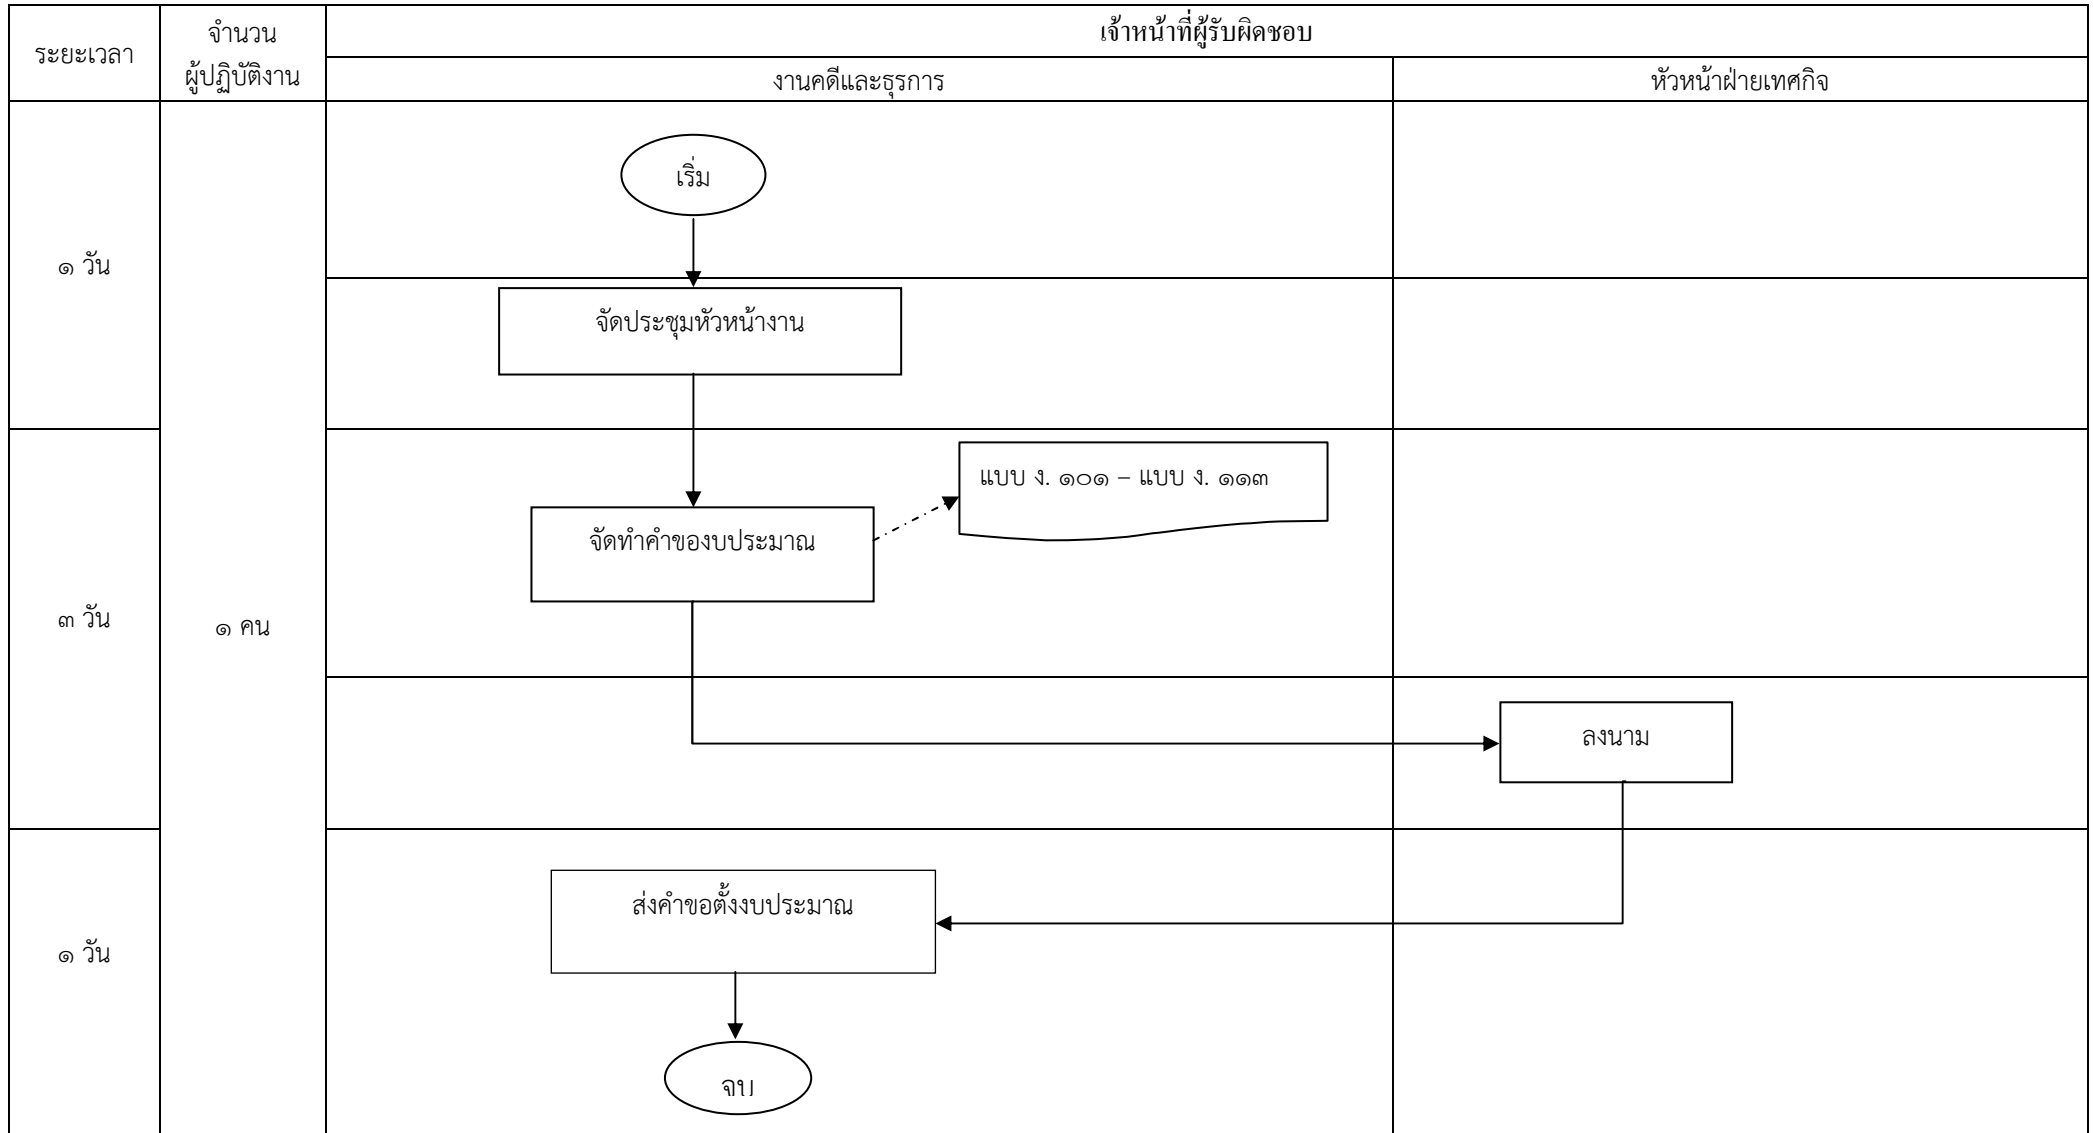 ระยะเวลา
จำนวน
ผู้ปฏิบัติงาน
เจ้าหน้าที่ผู้รับผิดชอบ
งานคดีและธุรการ
หัวหน้าฝ่ายเทศกิจ
เริ่ม
๑ วัน
จัดประชุมหัวหน้างาน
แบบ ง. ๑๐๑ – แบบ ง. ๑๑๓
จัดทำคำของบประมาณ
๓ วัน
๑ คน
ลงนาม
ส่งคำขอตั้งงบประมาณ
๑ วัน
จบ